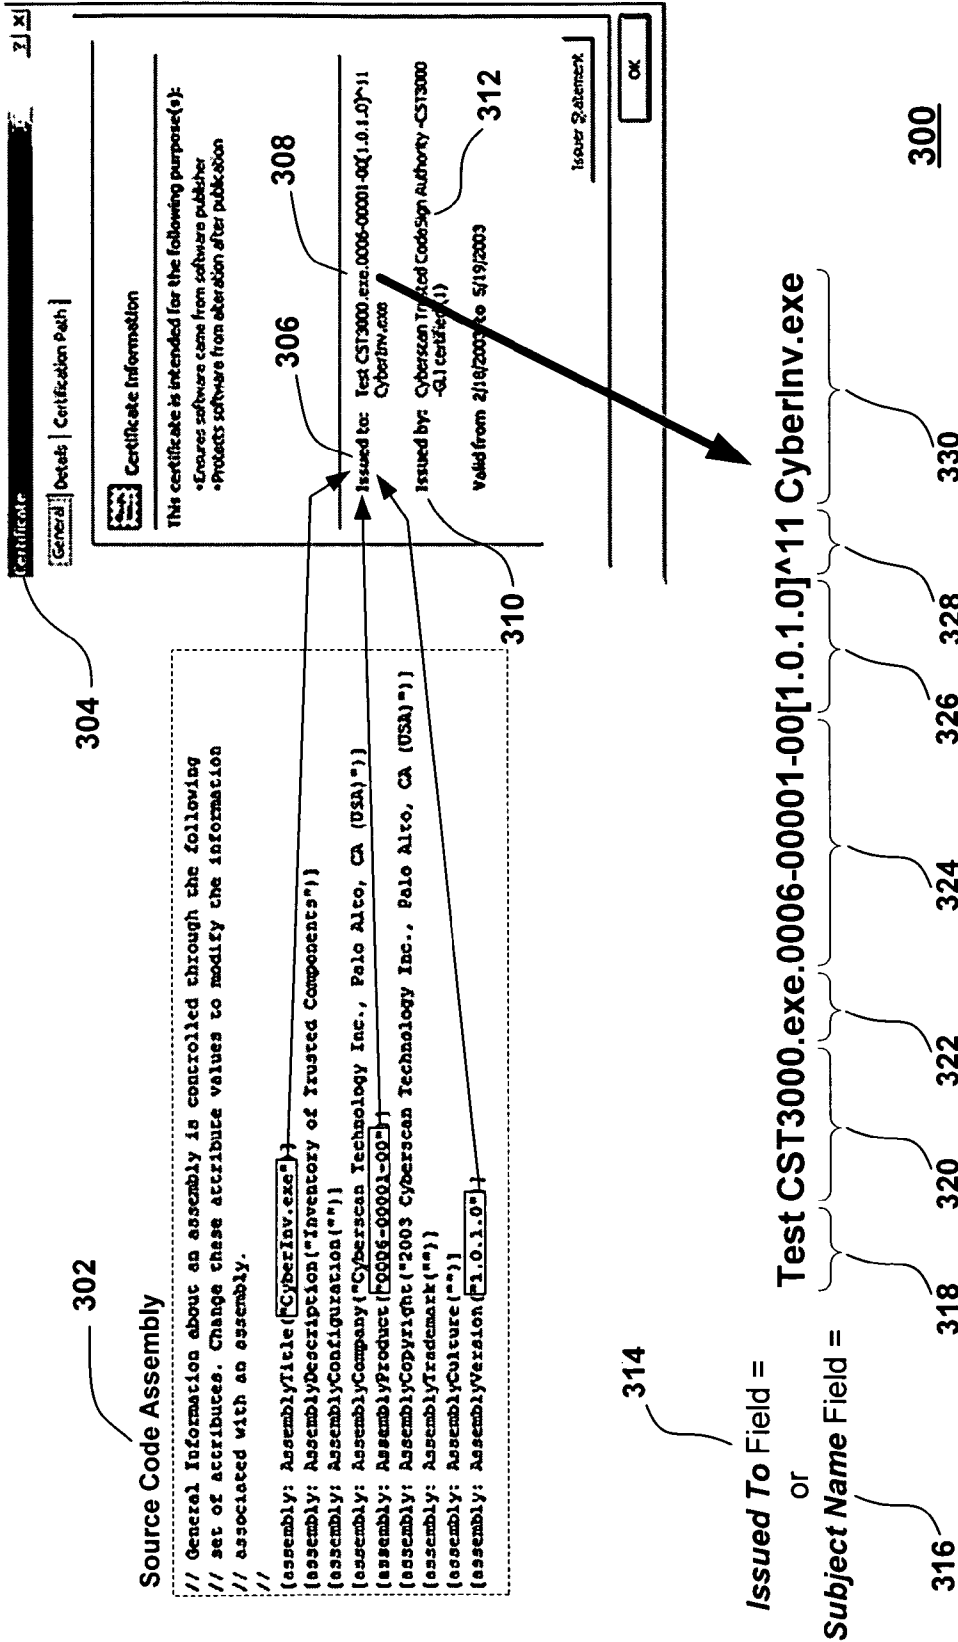 302
Source Code Assembly
// General Information about an assembly is controlled through the following
// set of attributes. Change these attribute values to modify the information
// associated with an assembly.
//
[assembly: AssemblyTitle("CyberInv.exe")]
[assembly: AssemblyDescription("Inventory of Trusted Components")]
[assembly: AssemblyConfiguration("")]
[assembly: AssemblyCompany("Cyberscan Technology Inc., Palo Alto, CA (USA)")]
[assembly: AssemblyProduct("0006-00001-00")]
[assembly: AssemblyCopyright("2003 Cyberscan Technology Inc., Palo Alto, CA (USA)")]
[assembly: AssemblyTrademark("")]
[assembly: AssemblyCulture("")]
[assembly: AssemblyVersion("1.0.1.0")]
304
Certificate ? X
General Details Certification Path
Certificate Information
This certificate is intended for the following purpose(s):
•Ensures software came from software publisher
•Protects software from alteration after publication
306
308
Issued to: Test CST3000.exe.0006-00001-00[1.0.1.0]^11
CyberInv.exe
Issued by: Cyberscan Trusted CodeSign Authority -CST3000
-GLI certified(1)
310
312
Valid from 2/18/2003 to 5/19/2003
Issuer Statement
OK
314
Issued To Field =
or
Subject Name Field =
316
Test CST3000.exe.0006-00001-00[1.0.1.0]^11 CyberInv.exe
318 320 322 324 326 328 330
300